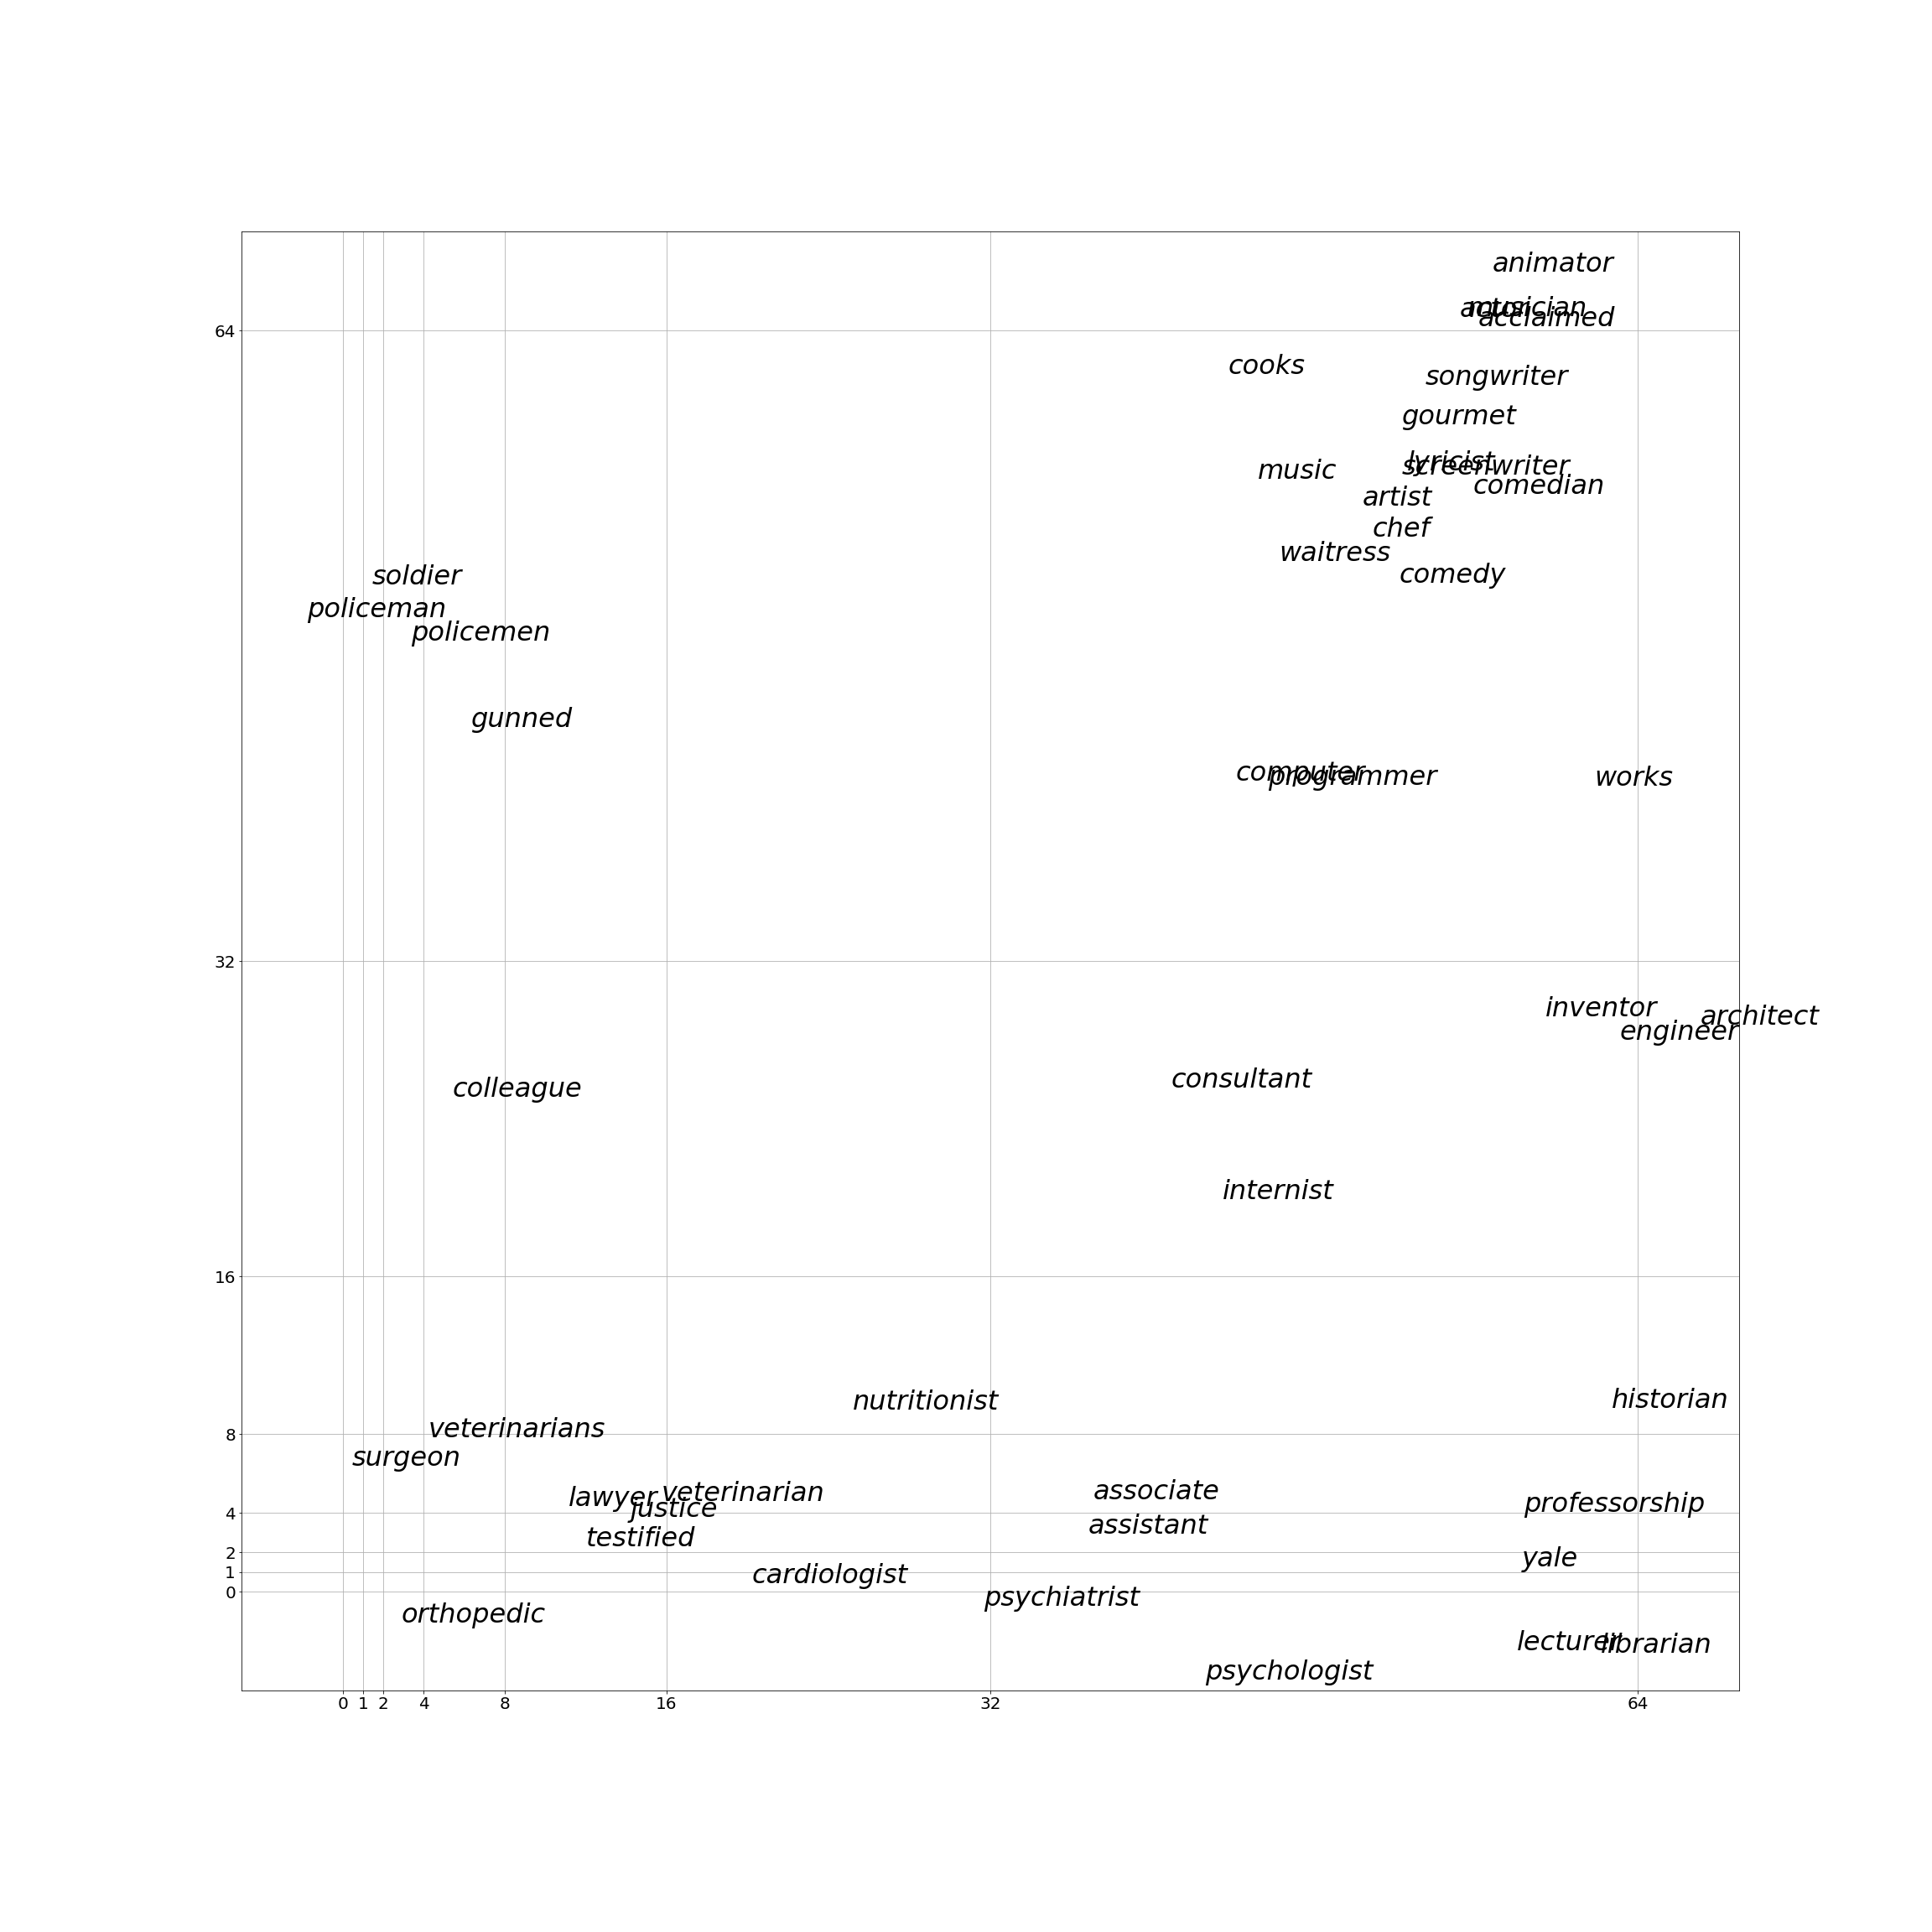 animator
actor
musician
acclaimed
64
cooks
songwriter
gourmet
lyricist
screenwriter
music
comedian
artist
chef
waitress
comedy
soldier
policeman
policemen
gunned
computer
programmer
works
32
inventor
architect
engineer
consultant
colleague
internist
16
historian
nutritionist
veterinarians
8
surgeon
associate
veterinarian
lawyer
professorship
justice
4
assistant
testified
2
yale
1
cardiologist
0
psychiatrist
orthopedic
lecturer
librarian
psychologist
0 1 2 4 8 16 32 64